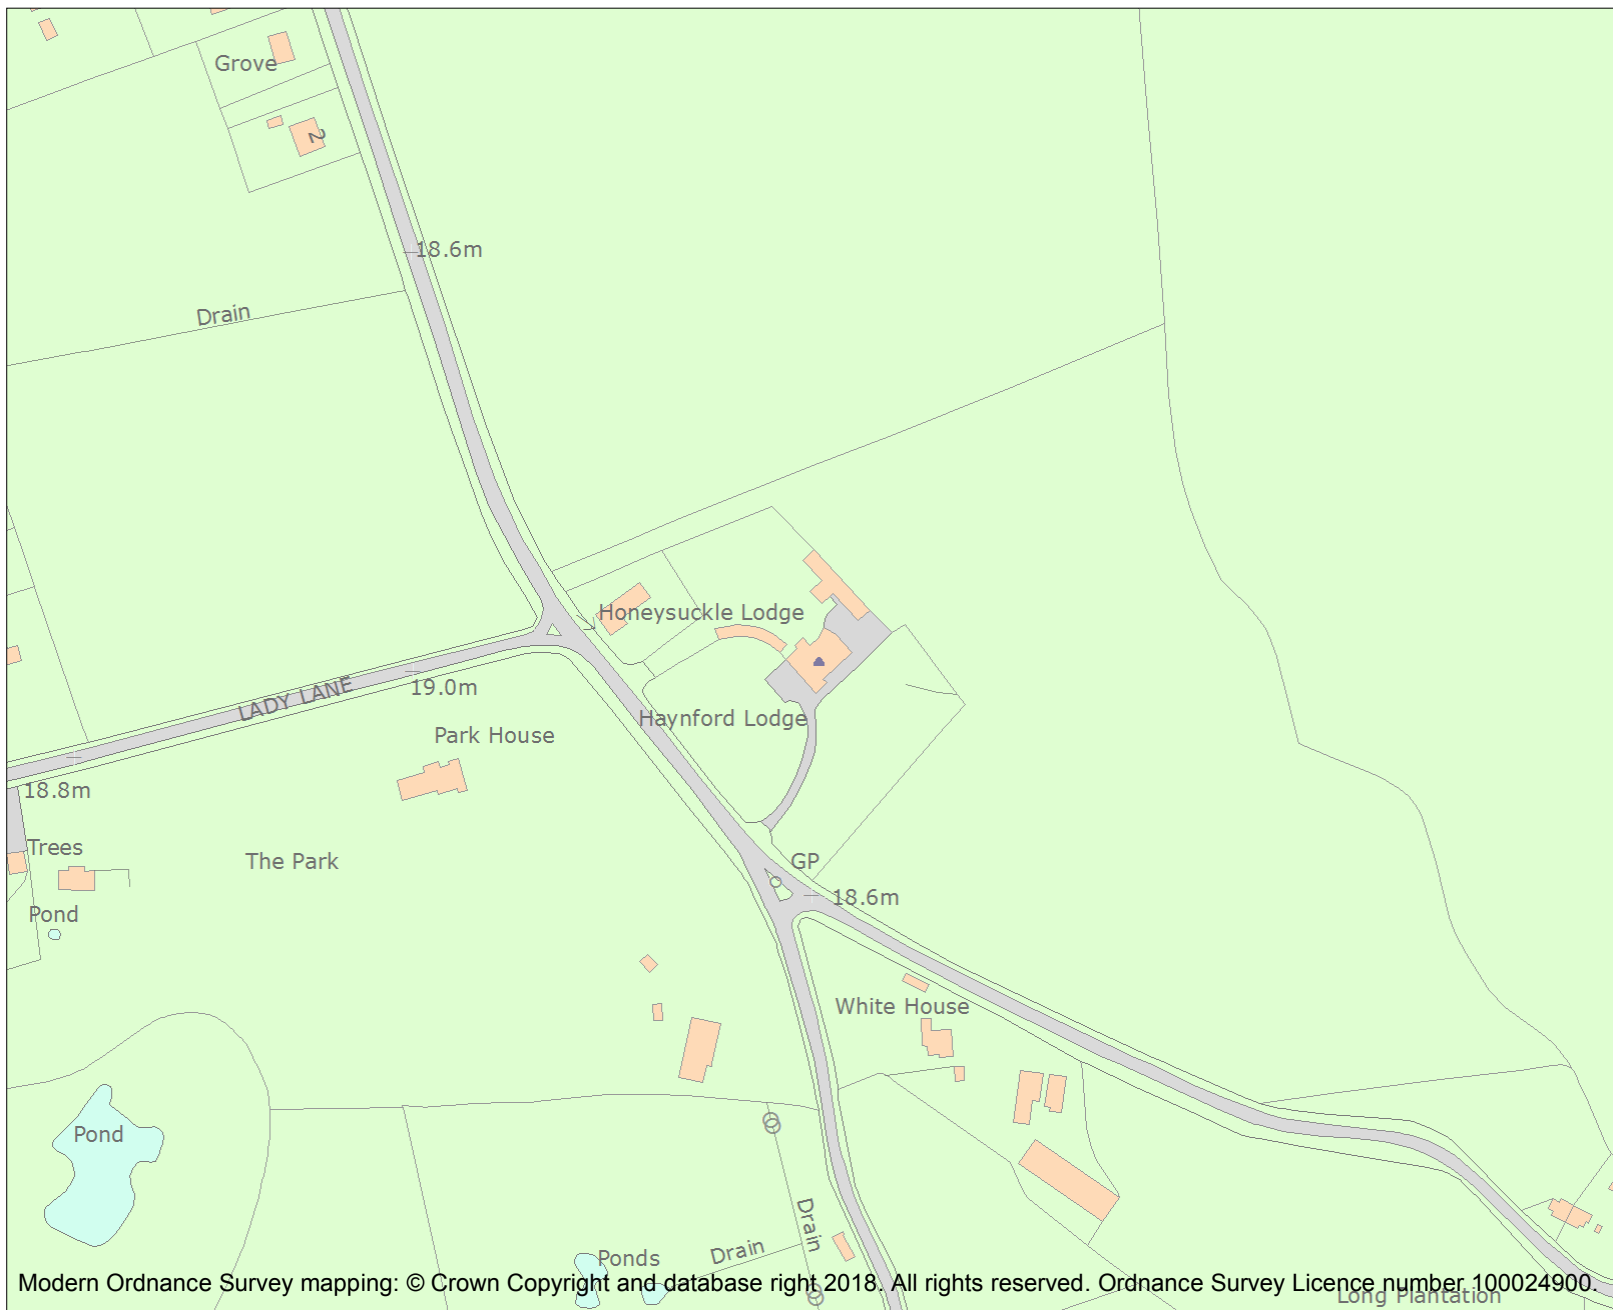 Grove
2
18.6m
Drain
Honeysuckle Lodge
LADY LANE
19.0m
Haynford Lodge
Park House
18.8m
Trees
The Park
GP
18.6m
Pond
White House
Pond
Drain
Drain
Ponds
Modern Ordnance Survey mapping: © Crown Copyright and database right 2018. All rights reserved. Ordnance Survey Licence number 100024900.
Long Plantation